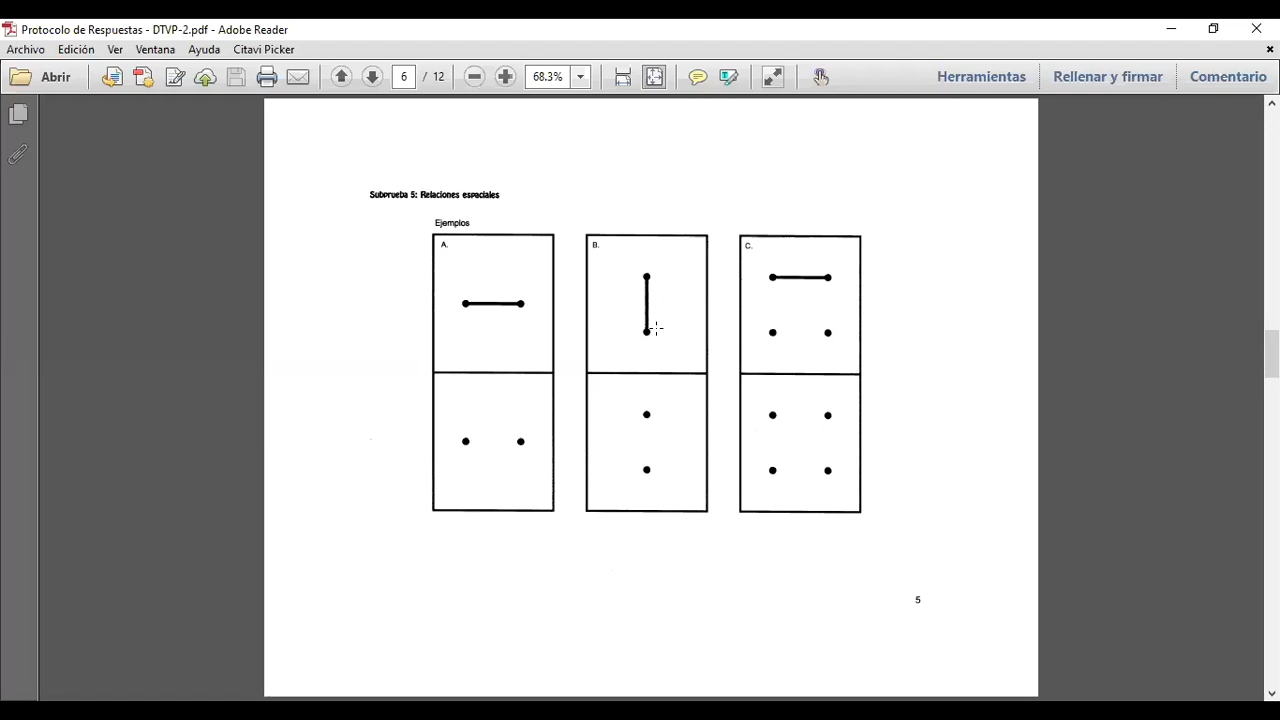 Protocolo de Respuestas - DTVP-2.pdf - Adobe Reader
Archivo Edición Ver Ventana Ayuda Citavi Picker
Abrir 6 / 12 68.3% Herramientas Rellenar y firmar Comentario
Subprueba 5: Relaciones espaciales
Ejemplos
A. B. C.
5